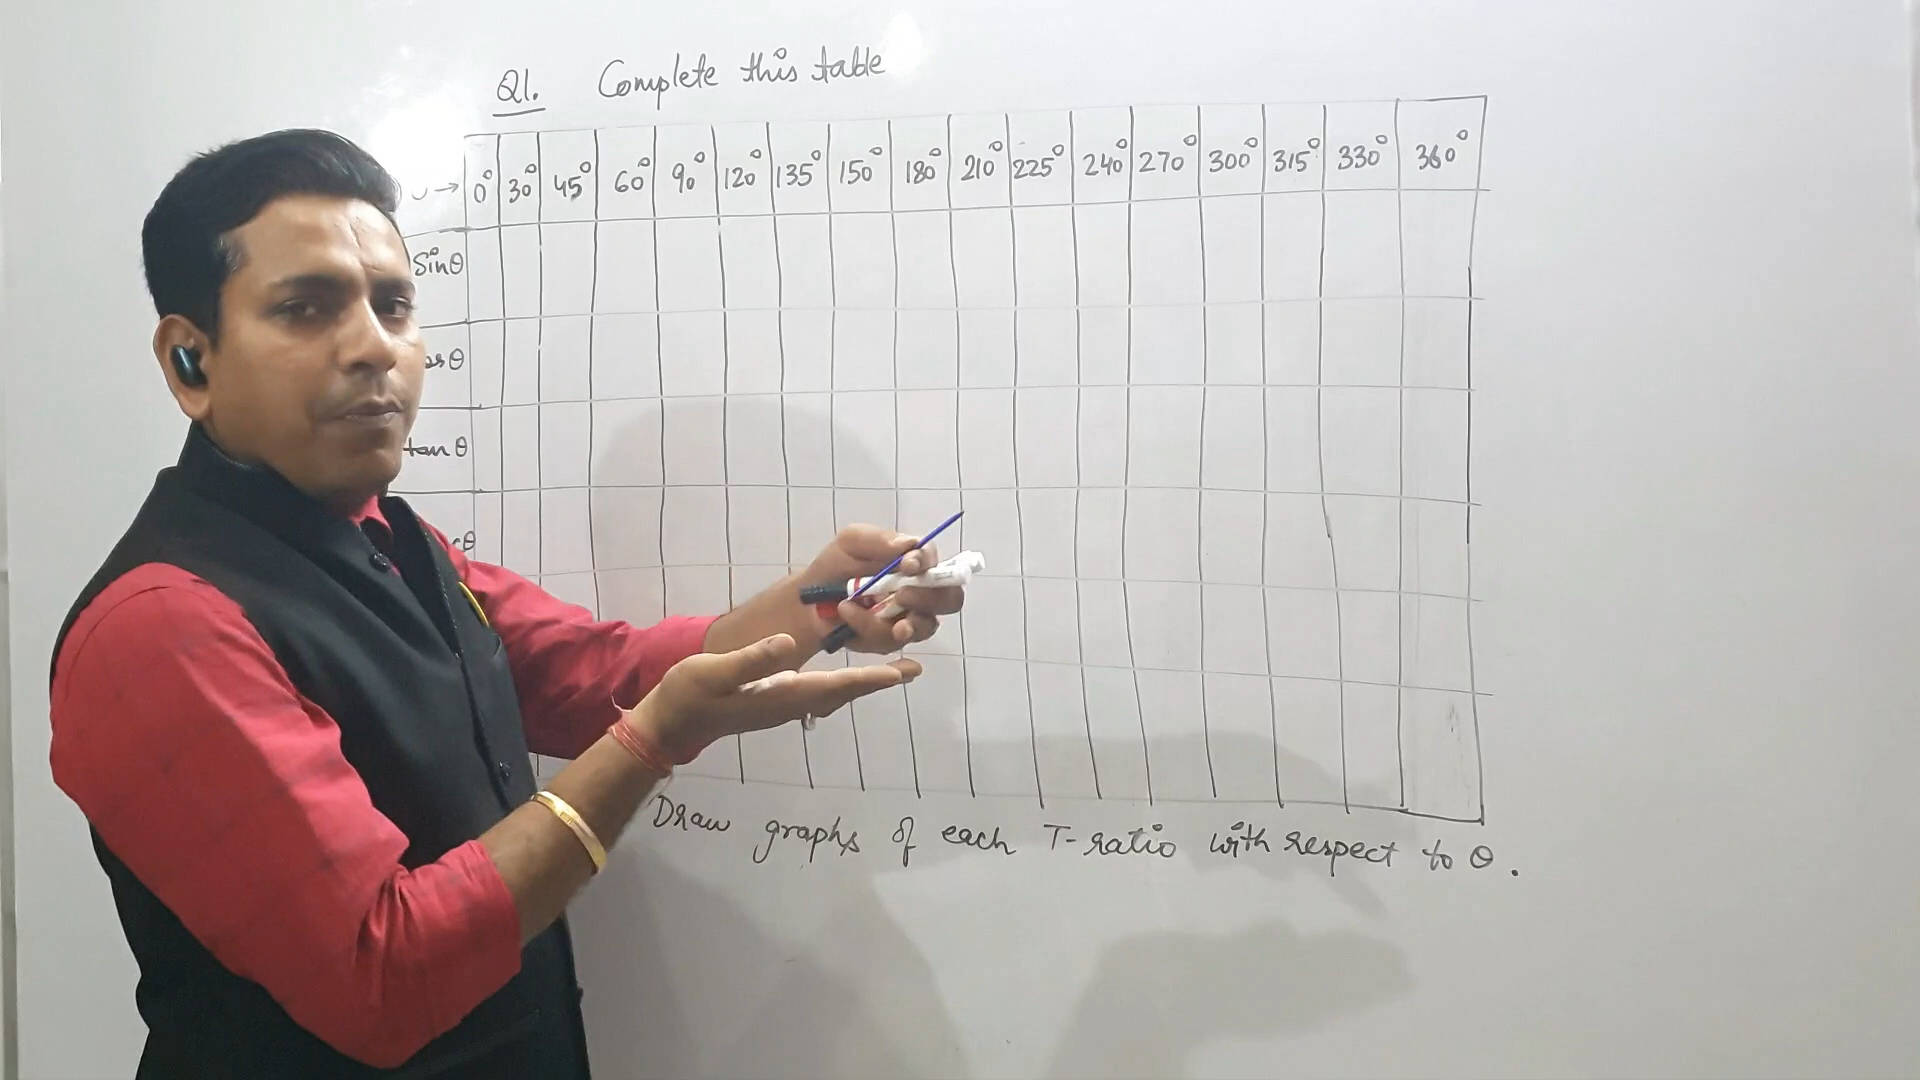 Q1. Complete this table
→ 0° 30° 45° 60° 90° 120° 135° 150° 180° 210° 225° 240° 270° 300° 315° 330° 360°
Sinθ
θ
tanθ
θ
Draw graphs of each T-ratio with respect to θ.